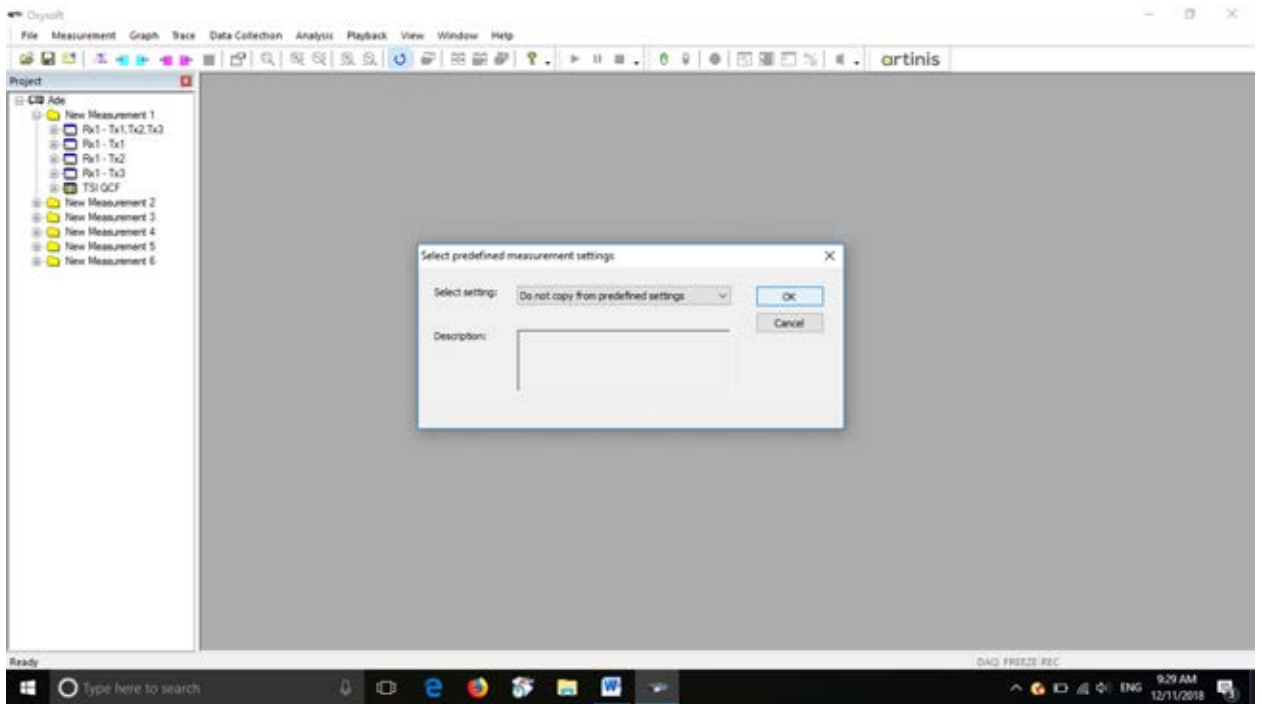 Oxysoft
File Measurement Graph Trace Data Collection Analysis Playback View Window Help
artinis
Project
Ade
New Measurement 1
Rx1 - Tx1,Tx2,Tx3
Rx1 - Tx1
Rx1 - Tx2
Rx1 - Tx3
TSI QCF
New Measurement 2
New Measurement 3
New Measurement 4
New Measurement 5
New Measurement 6
Select predefined measurement settings
Select setting: Do not copy from predefined settings OK
Cancel
Description:
Ready DAQ FREEZE REC
Type here to search ENG 9:29 AM
12/11/2018